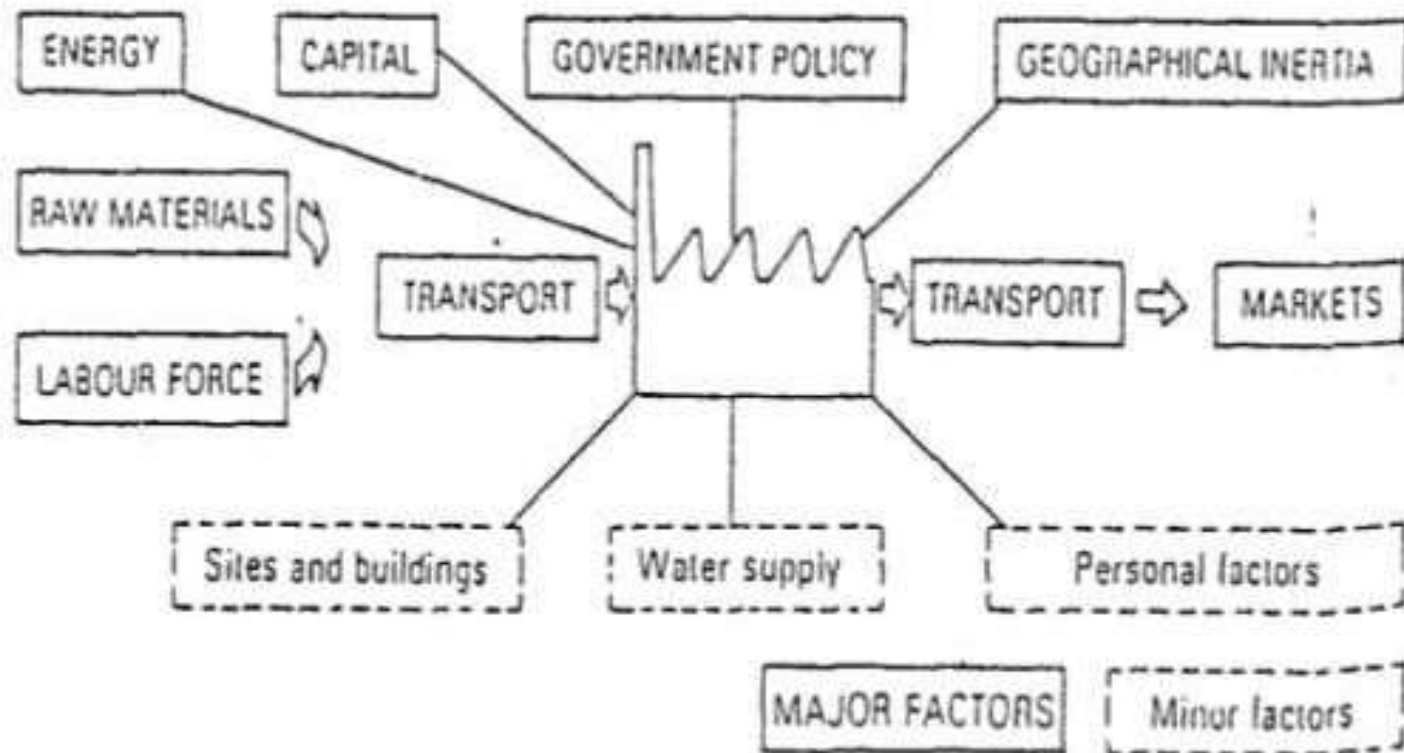 ENERGY
CAPITAL
GOVERNMENT POLICY
GEOGRAPHICAL INERTIA
RAW MATERIALS
TRANSPORT
TRANSPORT
MARKETS
LABOUR FORCE
Sites and buildings
Water supply
Personal factors
MAJOR FACTORS
Minor factors